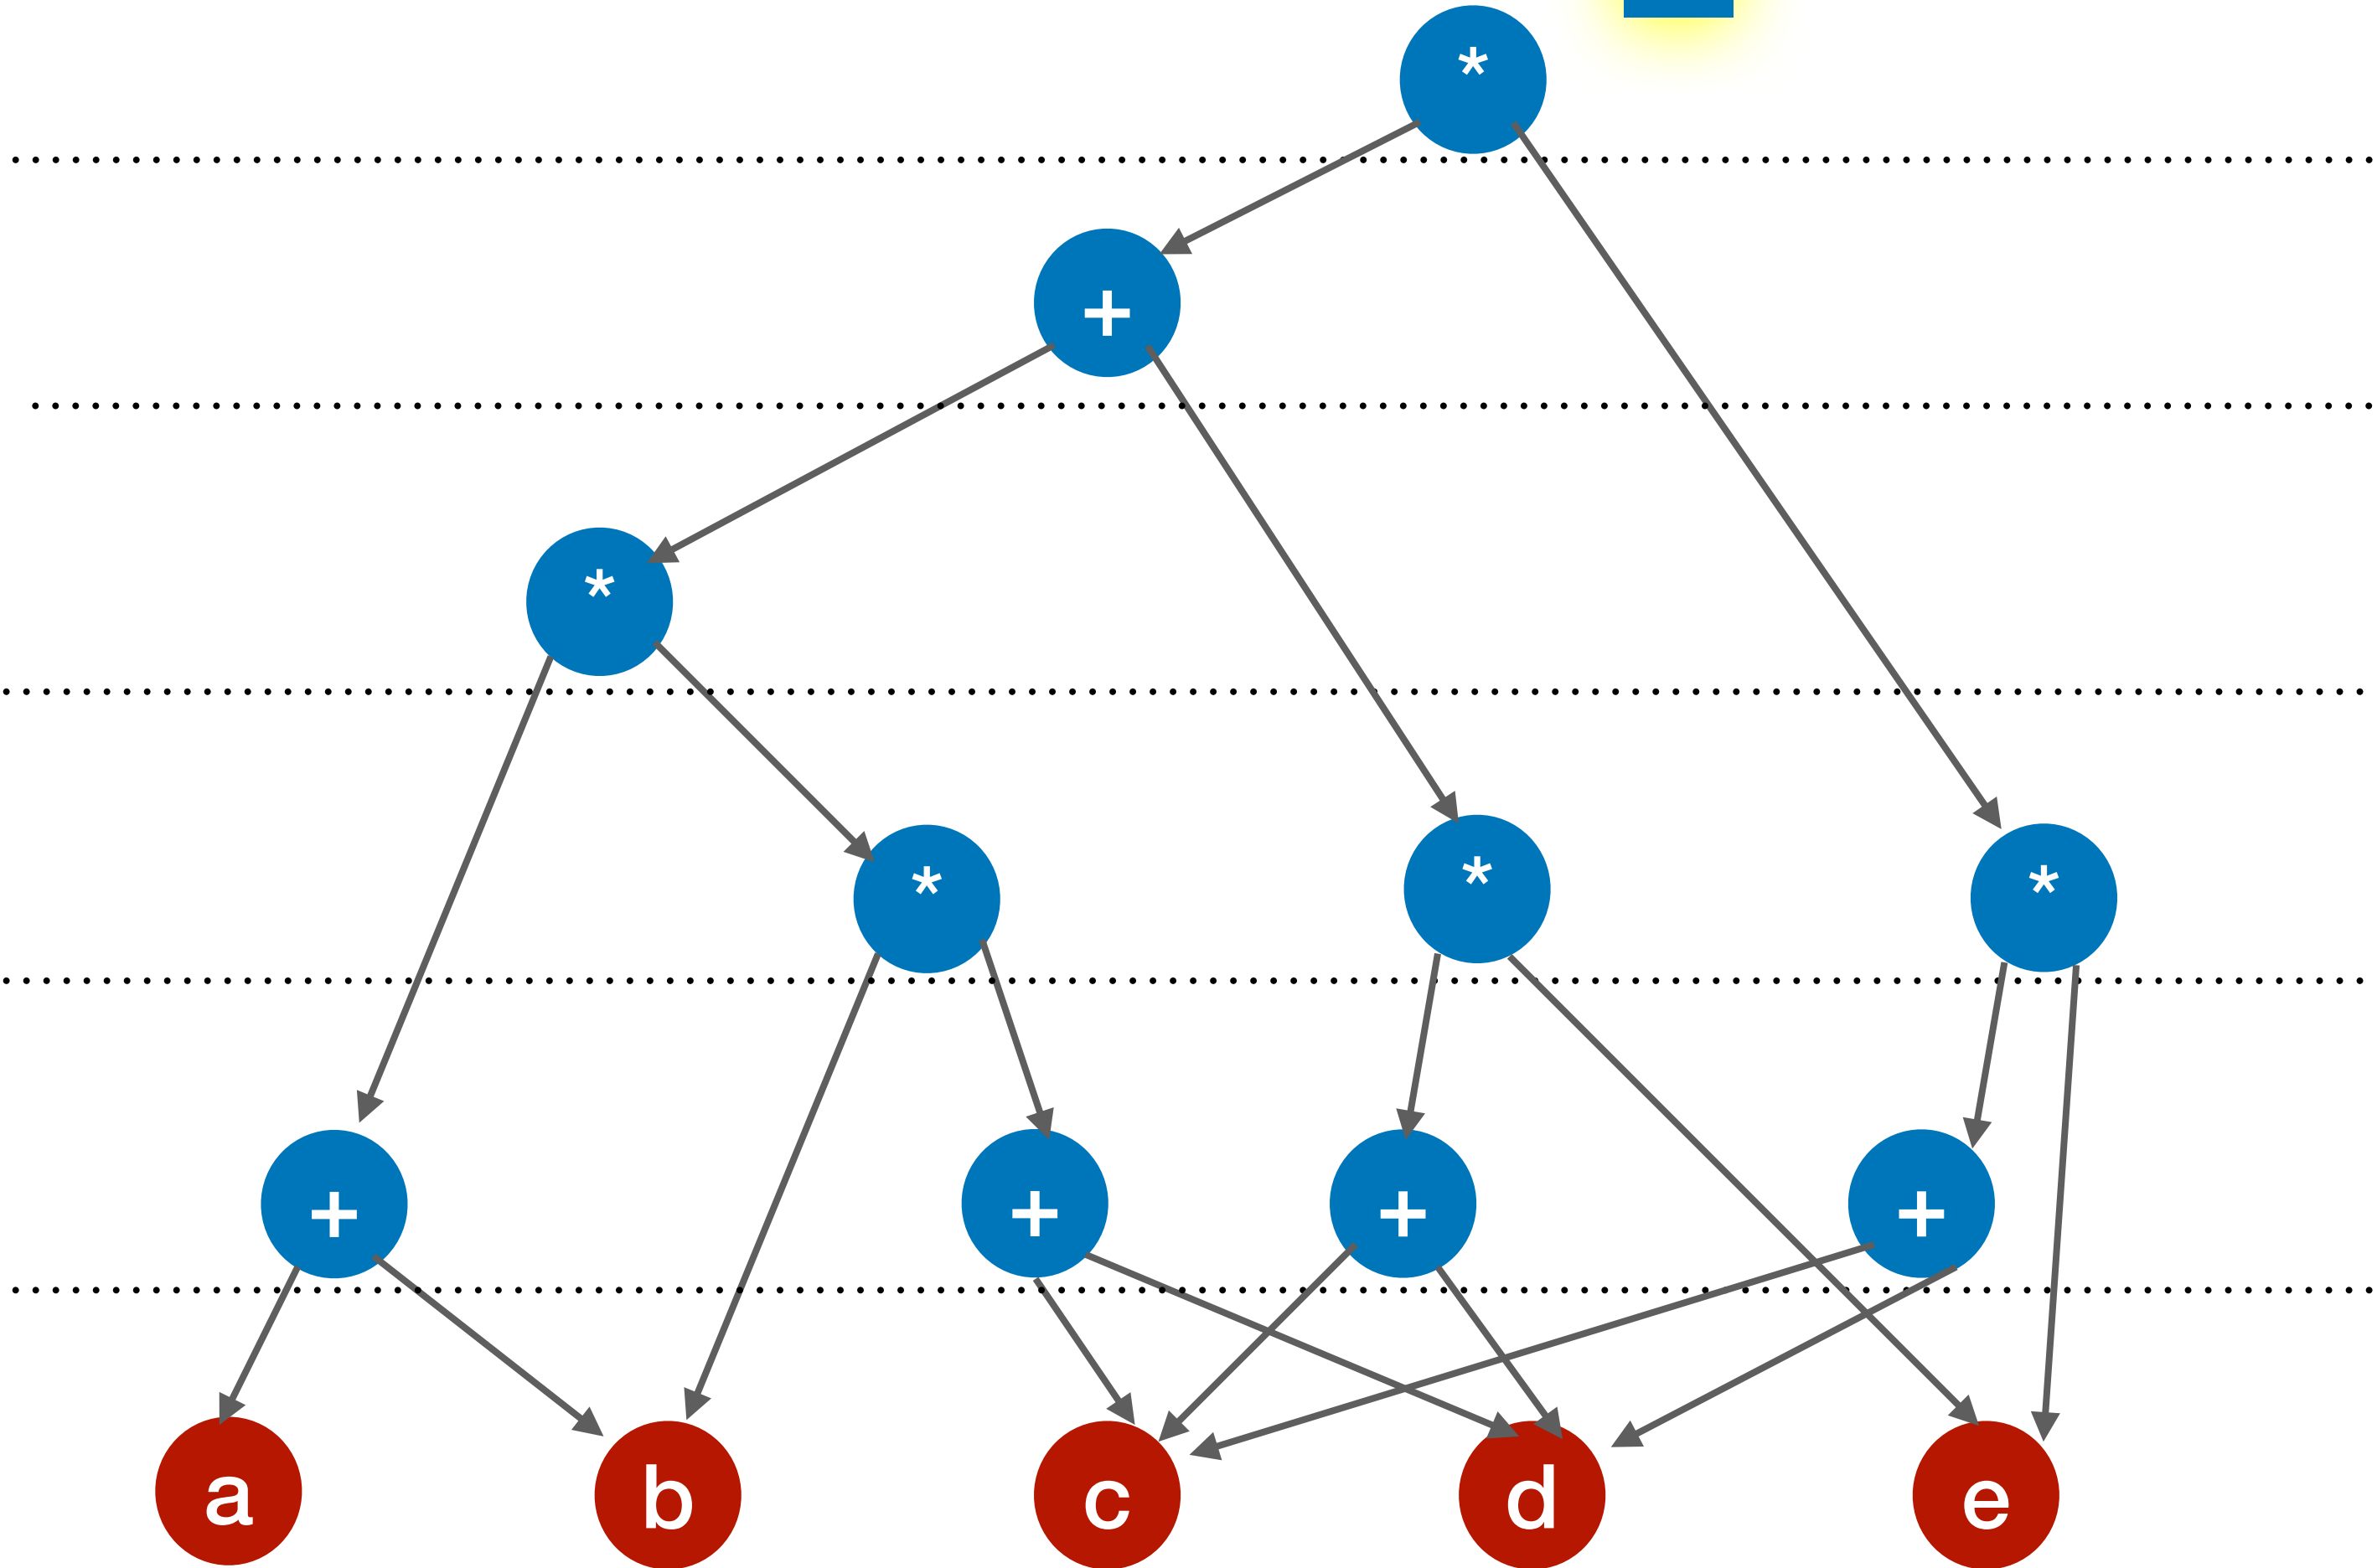 *
+
*
* * *
+ + + +
a b c d e